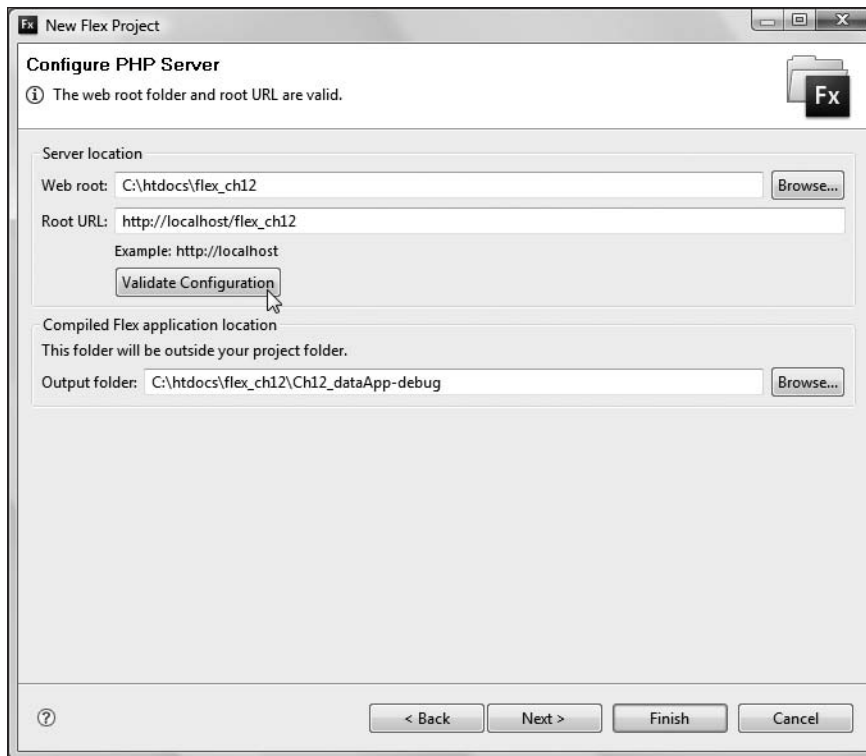 Fx New Flex Project
Configure PHP Server
The web root folder and root URL are valid.
Fx
Server location
Web root: C:\htdocs\flex_ch12 Browse...
Root URL: http://localhost/flex_ch12
Example: http://localhost
Validate Configuration
Compiled Flex application location
This folder will be outside your project folder.
Output folder: C:\htdocs\flex_ch12\Ch12_dataApp-debug Browse...
? < Back Next > Finish Cancel